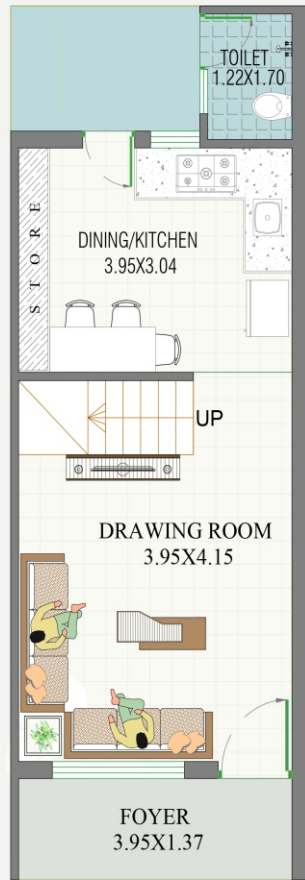 TOILET
1.22X1.70
DINING/KITCHEN
3.95X3.04
STORE
UP
DRAWING ROOM
3.95X4.15
FOYER
3.95X1.37